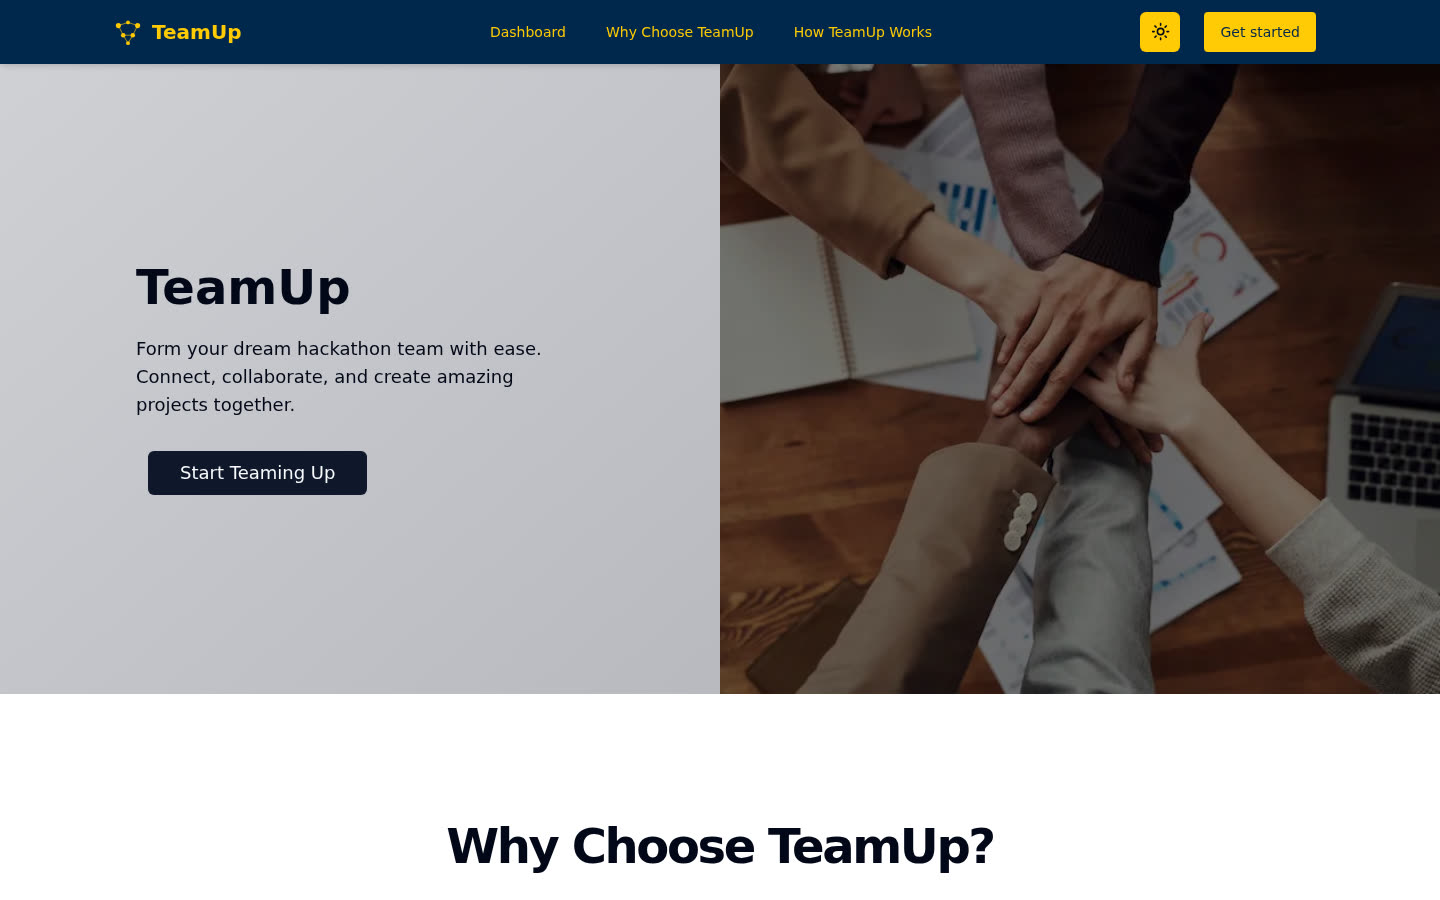 TeamUp
Dashboard
Why Choose TeamUp
How TeamUp Works
Get started
TeamUp
Form your dream hackathon team with ease.
Connect, collaborate, and create amazing
projects together.
Start Teaming Up
Why Choose TeamUp?